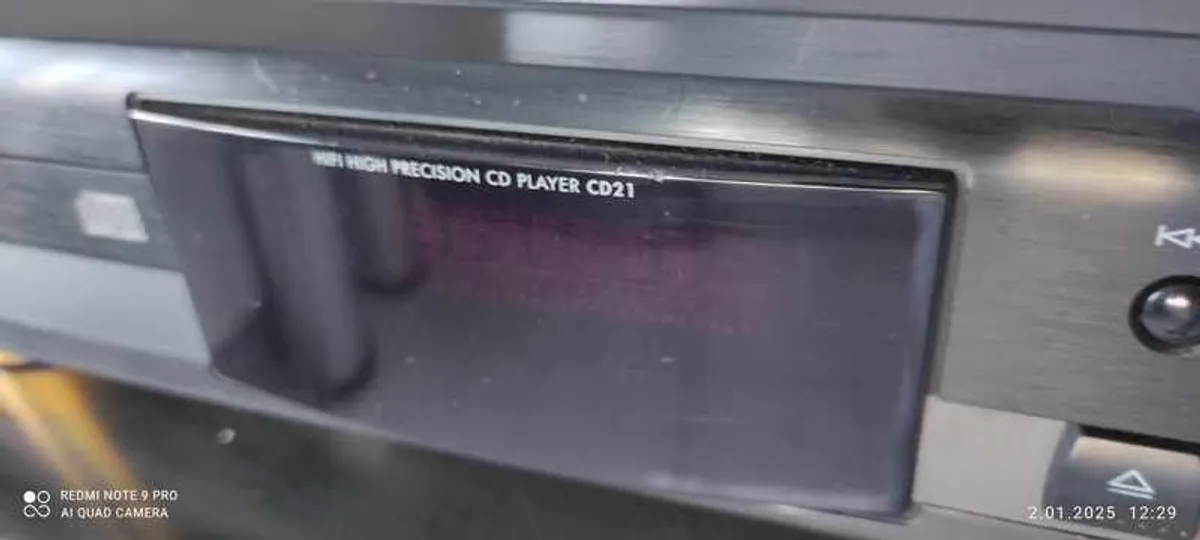 HIFI HIGH PRECISION CD PLAYER CD21
REDMI NOTE 9 PRO
AI QUAD CAMERA
2.01.2025 12:29